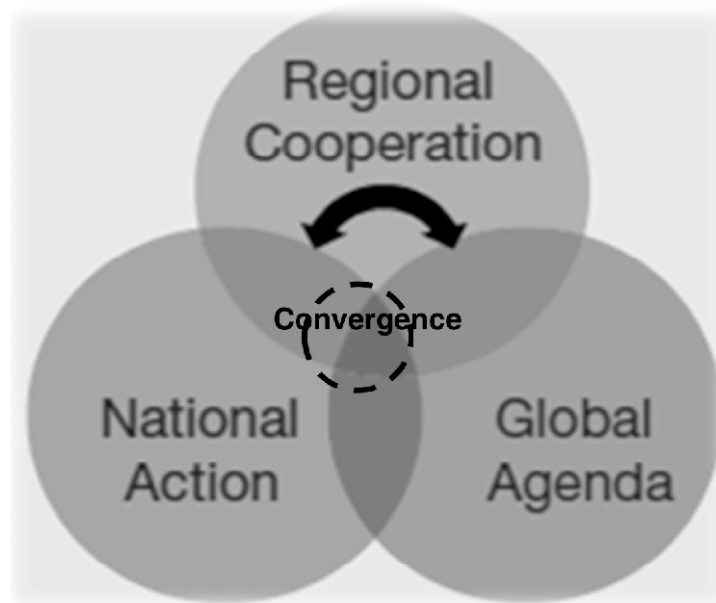 Regional
Cooperation
Convergence
National
Action
Global
Agenda